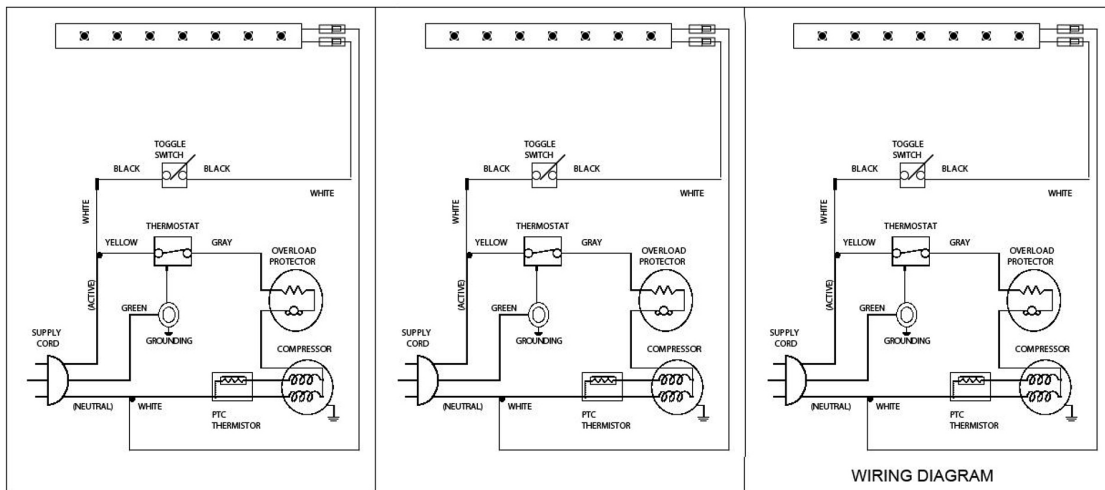 TOGGLE
SWITCH
BLACK
BLACK
WHITE
WHITE
THERMOSTAT
YELLOW
GRAY
OVERLOAD
PROTECTOR
(ACTIVE)
GREEN
SUPPLY
CORD
GROUNDING
COMPRESSOR
(NEUTRAL)
WHITE
PTC
THERMISTOR
TOGGLE
SWITCH
BLACK
BLACK
WHITE
WHITE
THERMOSTAT
YELLOW
GRAY
OVERLOAD
PROTECTOR
(ACTIVE)
GREEN
SUPPLY
CORD
GROUNDING
COMPRESSOR
(NEUTRAL)
WHITE
PTC
THERMISTOR
TOGGLE
SWITCH
BLACK
BLACK
WHITE
WHITE
THERMOSTAT
YELLOW
GRAY
OVERLOAD
PROTECTOR
(ACTIVE)
GREEN
SUPPLY
CORD
GROUNDING
COMPRESSOR
(NEUTRAL)
WHITE
PTC
THERMISTOR
WIRING DIAGRAM